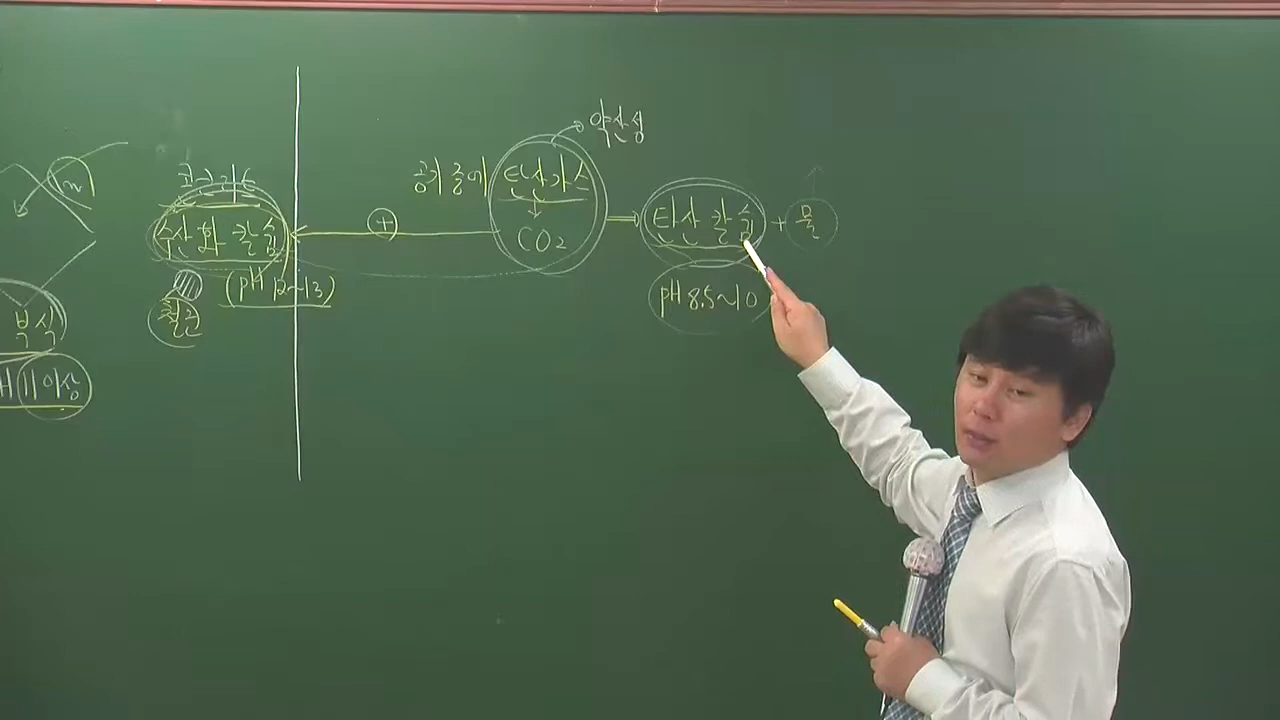 약산성
콘크리트
공기 중에 탄산가스
수산화칼슘
+
CO₂
탄산칼슘 + 물
(pH 12~13)
pH 8.5~10
철근
부식
H 11이상